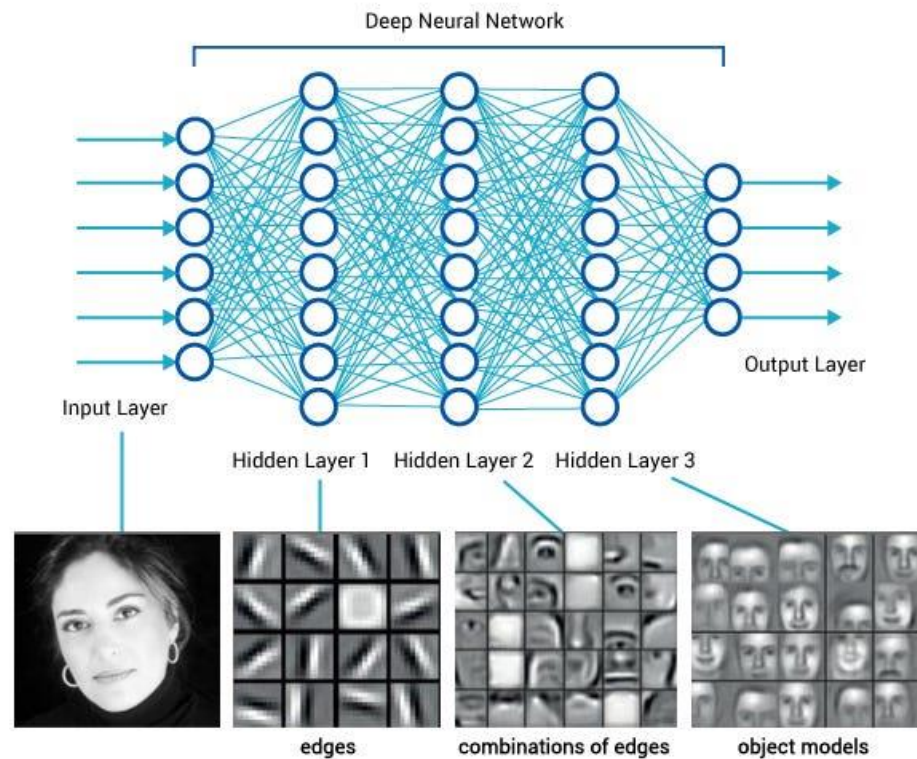 Deep Neural Network
Input Layer
Output Layer
Hidden Layer 1
Hidden Layer 2
Hidden Layer 3
edges
combinations of edges
object models